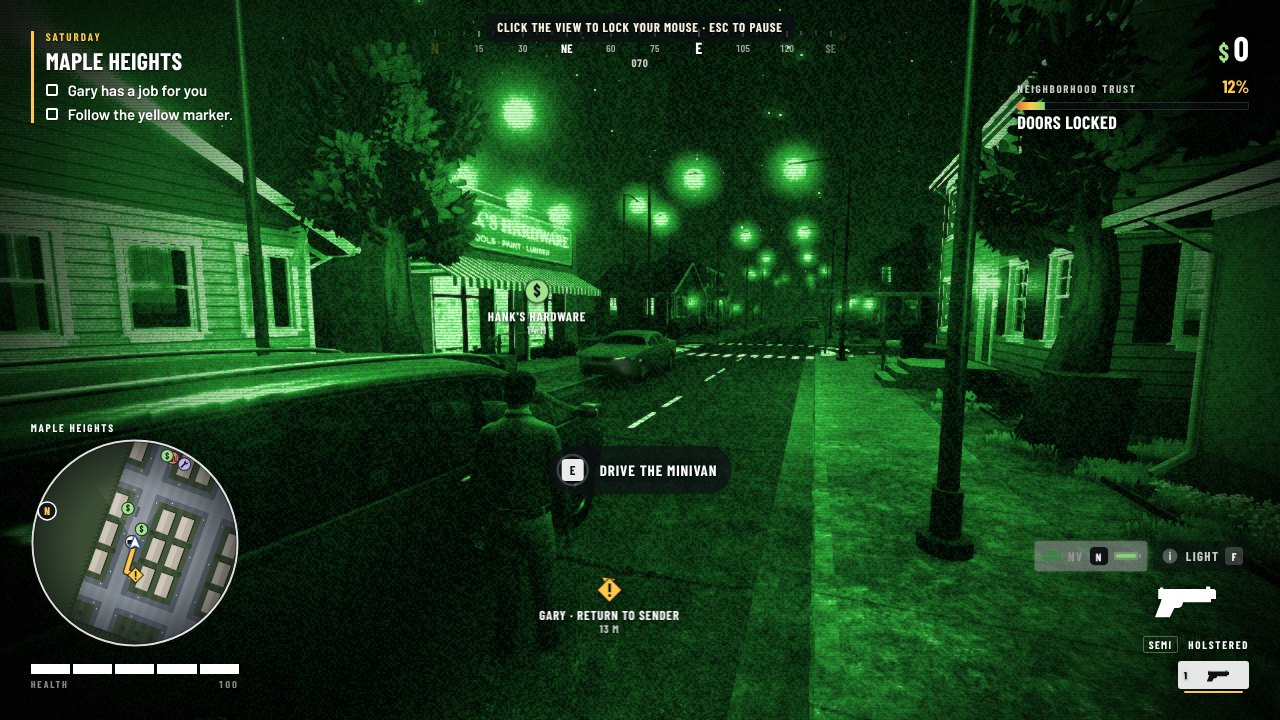 CLICK THE VIEW TO LOCK YOUR MOUSE · ESC TO PAUSE
N 15 30 NE 60 75 E 105 120 SE
070
SATURDAY
MAPLE HEIGHTS
Gary has a job for you
Follow the yellow marker.
$0
NEIGHBORHOOD TRUST 12%
DOORS LOCKED
'S HARDWARE
PAINT · LUMBER
$
HANK'S HARDWARE
E DRIVE THE MINIVAN
MAPLE HEIGHTS
N
$
$
$
!
HEALTH 100
!
GARY · RETURN TO SENDER
13 M
NV N
LIGHT F
SEMI HOLSTERED
1